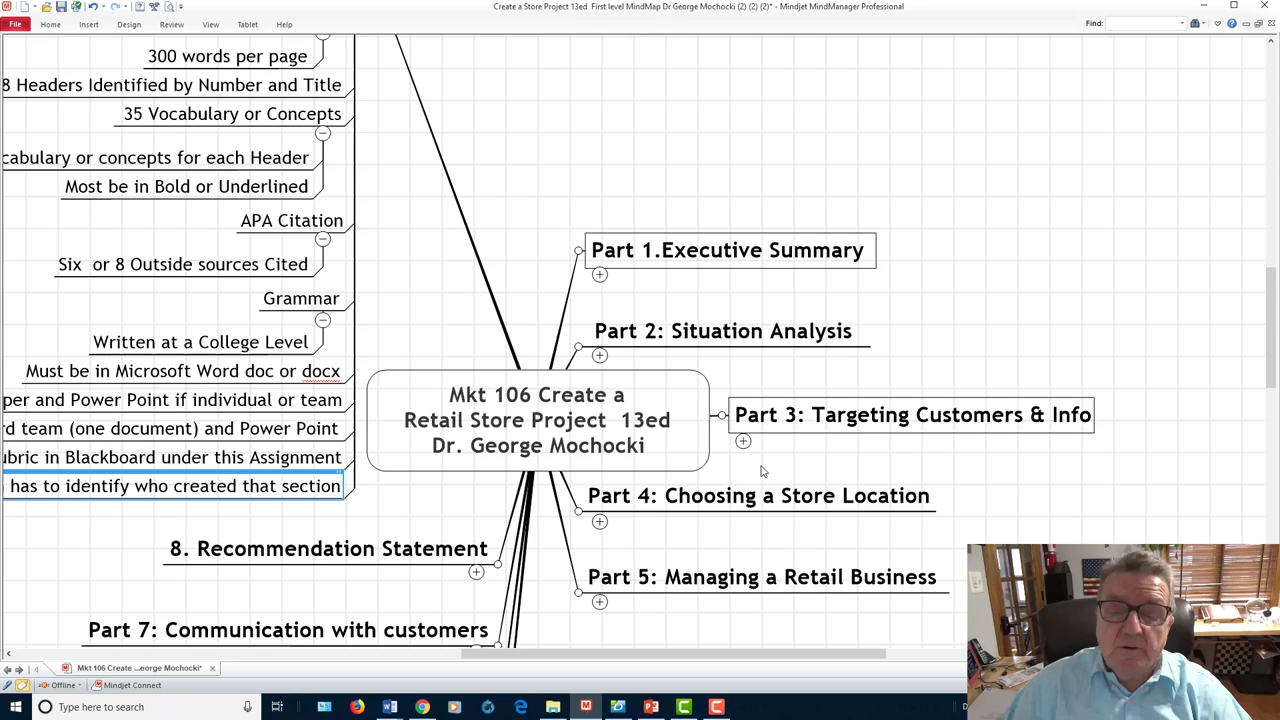 Create a Store Project 13ed First level MindMap Dr George Mochocki (2) (2) (2)* - Mindjet MindManager Professional
File Home Insert Design Review View Tablet Help Find:
300 words per page
8 Headers Identified by Number and Title
35 Vocabulary or Concepts
cabulary or concepts for each Header
Most be in Bold or Underlined
APA Citation
Six or 8 Outside sources Cited
Grammar
Written at a College Level
Must be in Microsoft Word doc or docx
per and Power Point if individual or team
rd team (one document) and Power Point
ubric in Blackboard under this Assignment
has to identify who created that section
Part 1.Executive Summary
Part 2: Situation Analysis
Mkt 106 Create a
Retail Store Project 13ed
Dr. George Mochocki
Part 3: Targeting Customers & Info
Part 4: Choosing a Store Location
Part 5: Managing a Retail Business
8. Recommendation Statement
Part 7: Communication with customers
Mkt 106 Create ...eorge Mochocki*
Offline Mindjet Connect
Type here to search